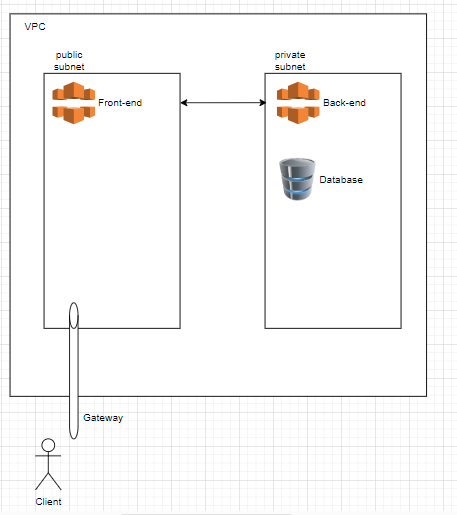 VPC
public
subnet
private
subnet
Front-end
Back-end
Database
Gateway
Client